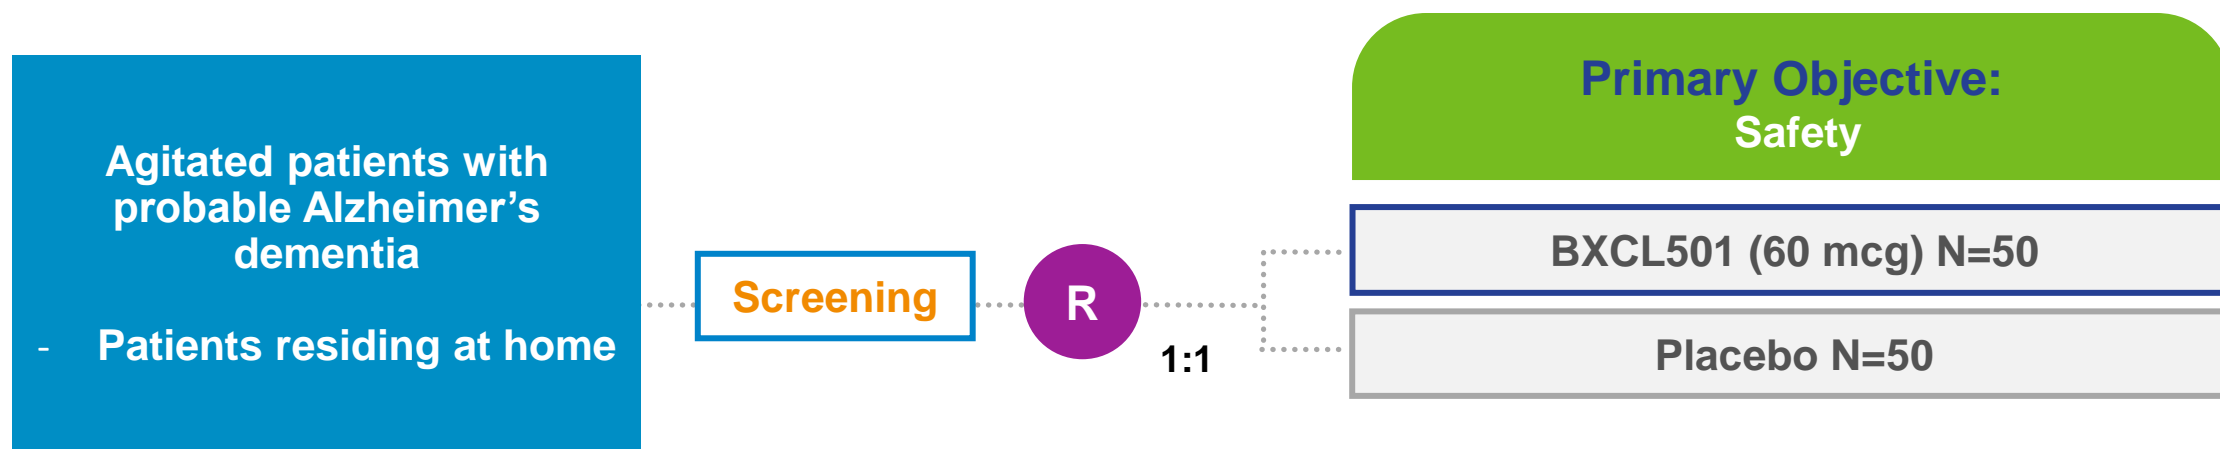 Agitated patients with
probable Alzheimer’s
dementia
- Patients residing at home
Screening
R
1:1
Primary Objective:
Safety
BXCL501 (60 mcg) N=50
Placebo N=50